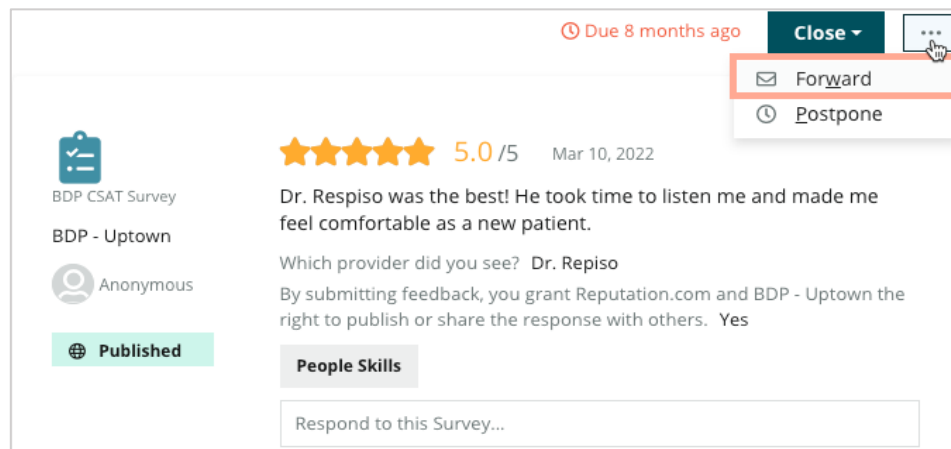 Due 8 months ago
Close
Forward
Postpone
BDP CSAT Survey
BDP - Uptown
Anonymous
Published
5.0 /5 Mar 10, 2022
Dr. Respiso was the best! He took time to listen me and made me
feel comfortable as a new patient.
Which provider did you see? Dr. Repiso
By submitting feedback, you grant Reputation.com and BDP - Uptown the
right to publish or share the response with others. Yes
People Skills
Respond to this Survey...